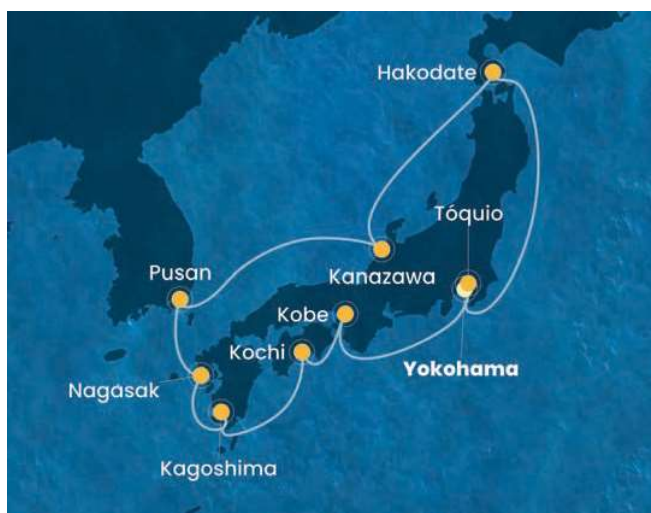 Hakodate
Tóquio
Kanazawa
Pusan
Kobe
Kochi
Yokohama
Nagasak
Kagoshima